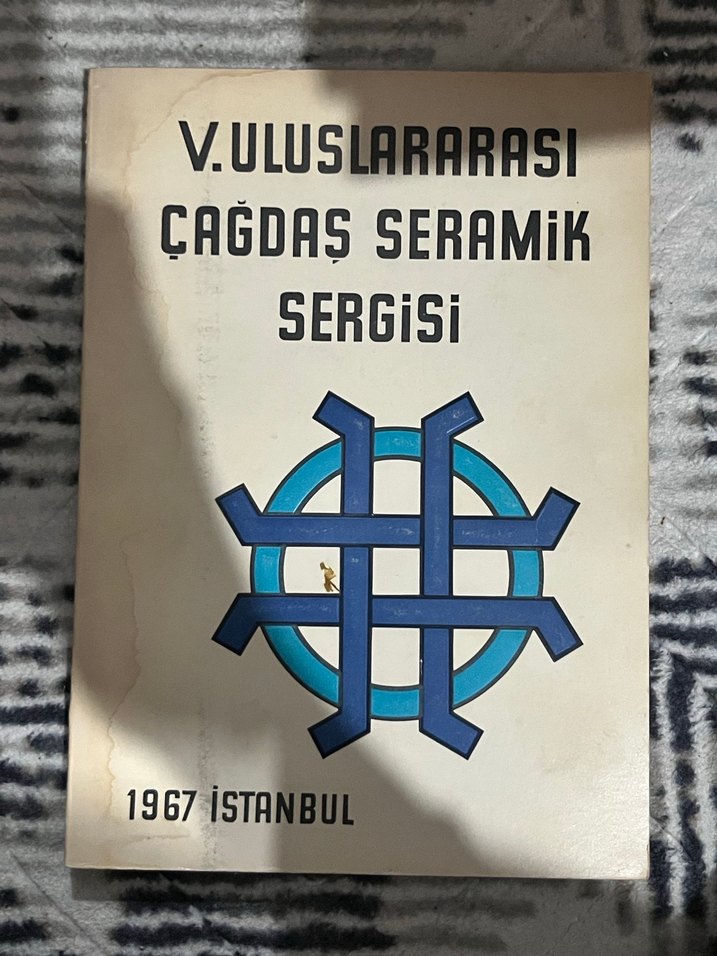 V. ULUSLARARASI
ÇAĞDAŞ SERAMİK
SERGİSİ
1967 İSTANBUL